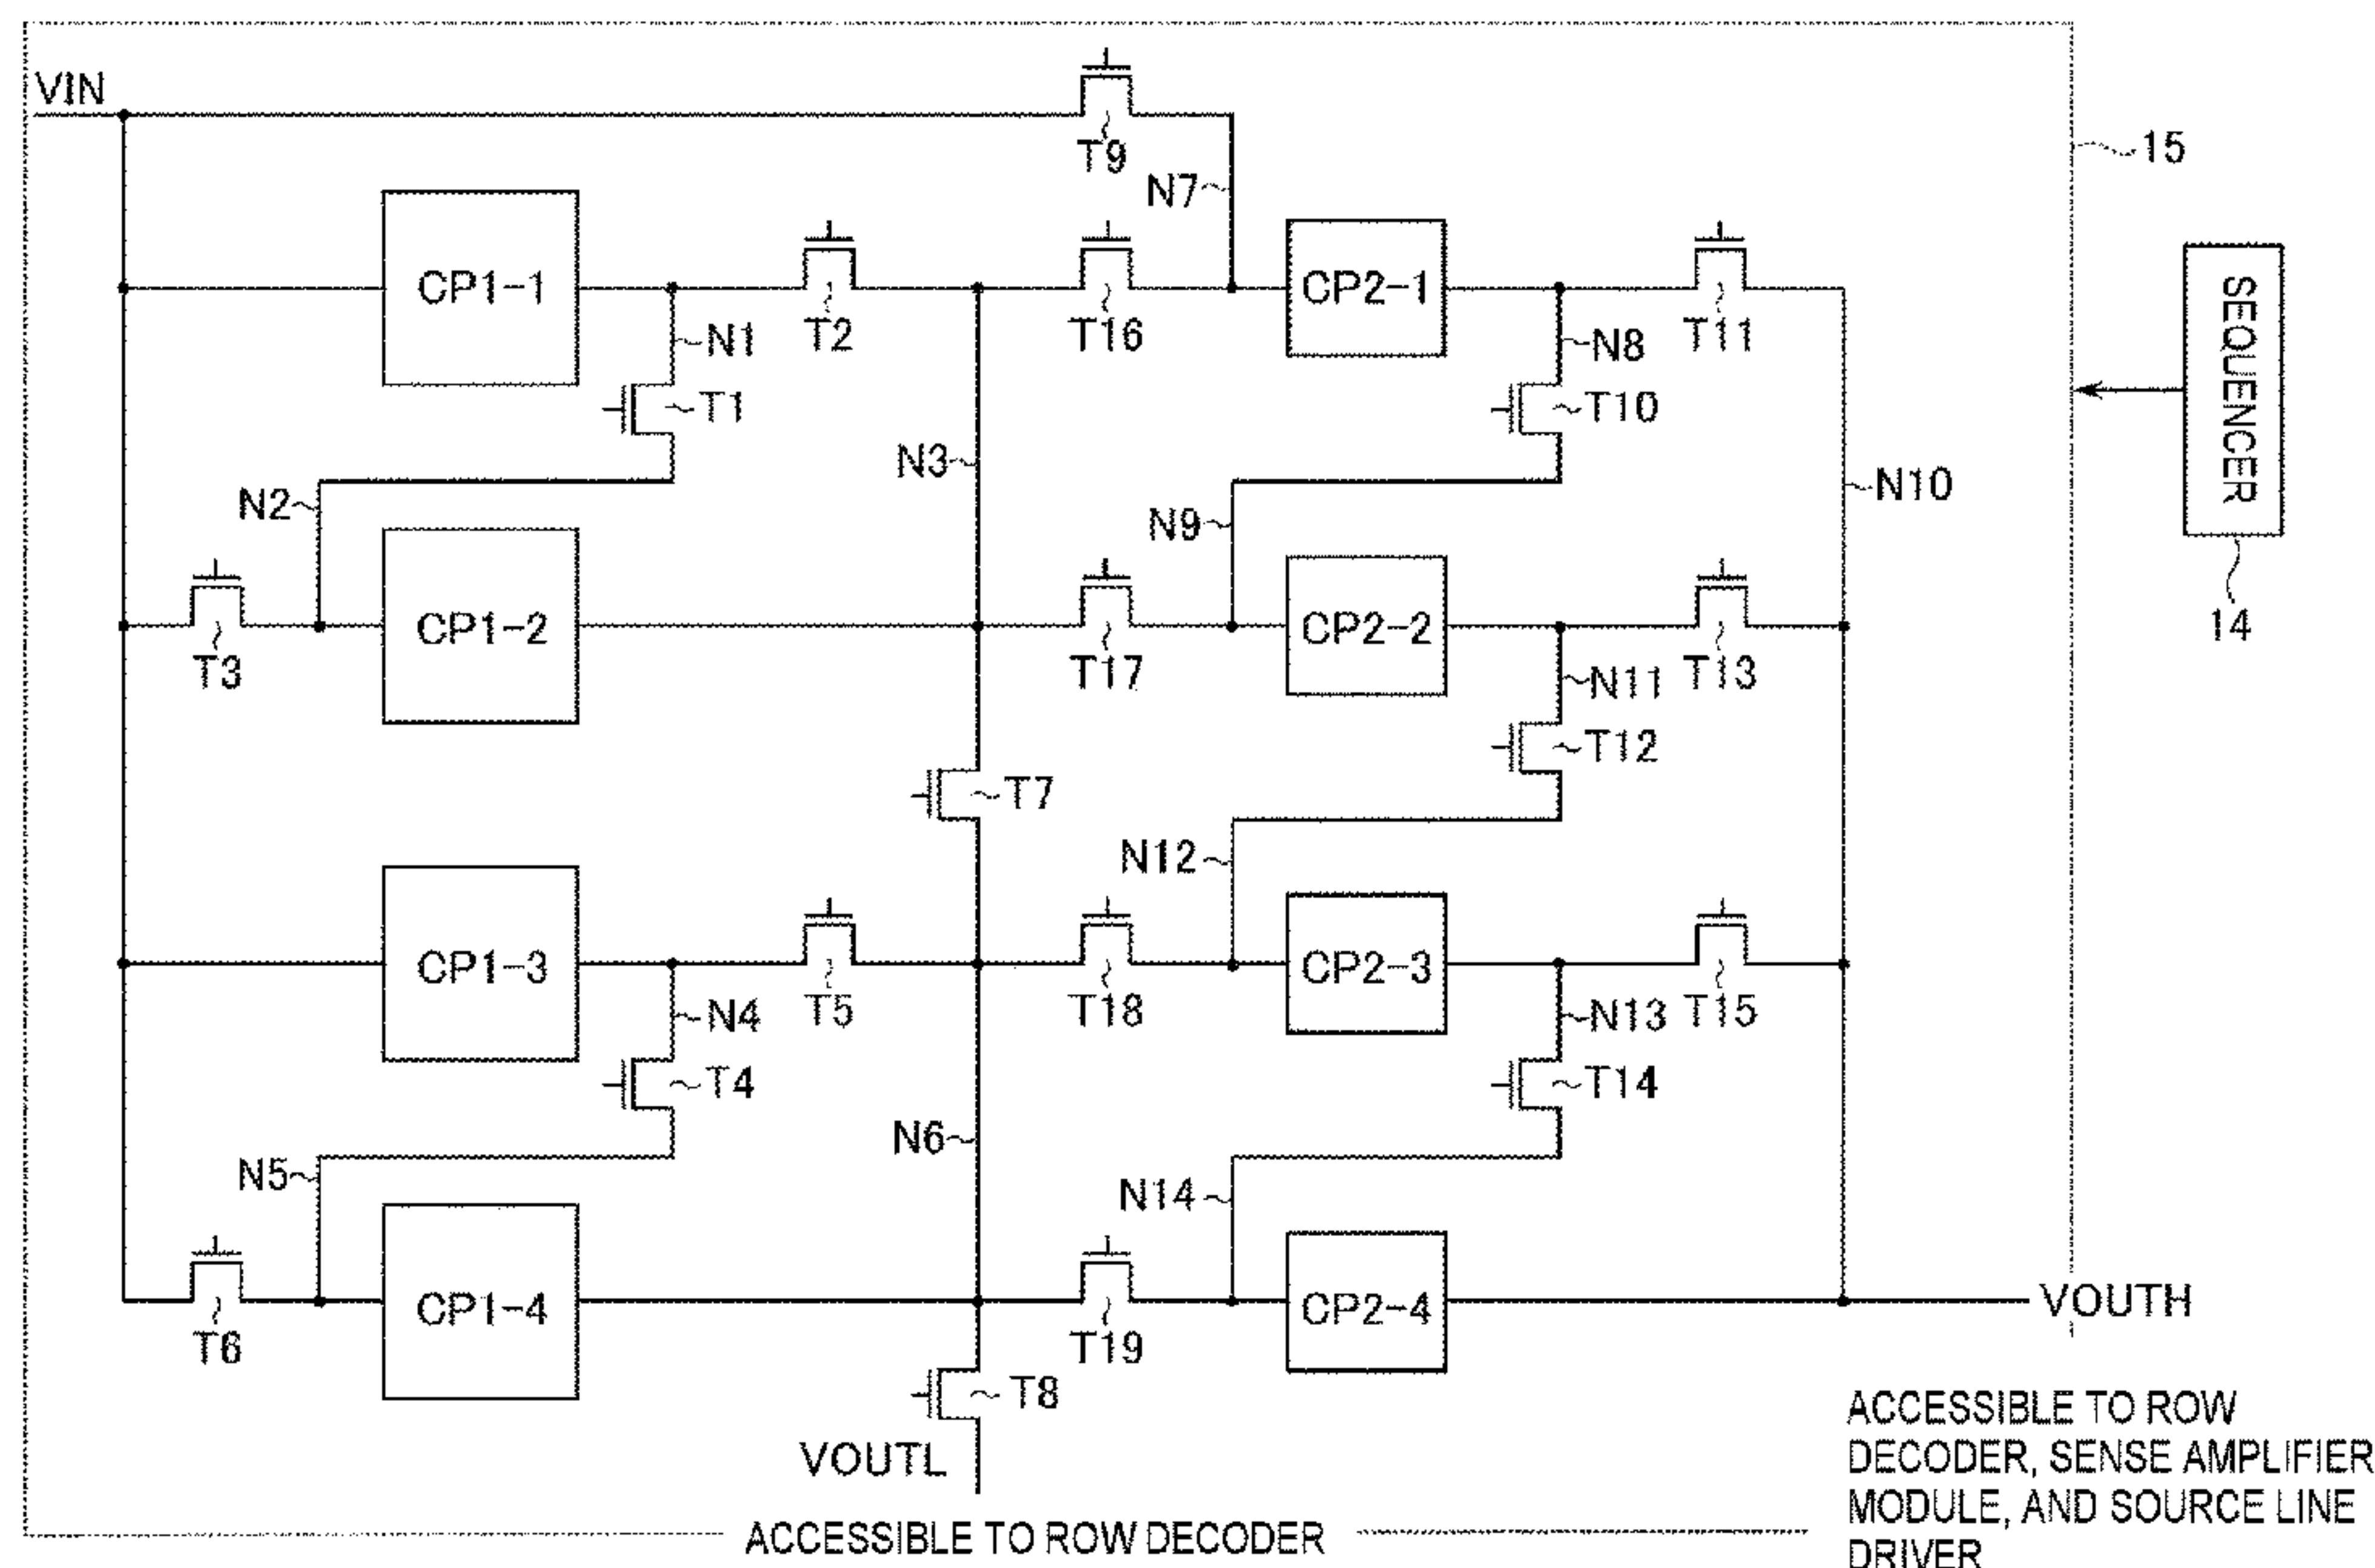 VIN
T9
15
N7
CP1-1
T2
T16
CP2-1
T11
N1
N8
T1
T10
SEQUENCER
14
N3
N10
N2
N9
T3
CP1-2
T17
CP2-2
T13
N11
T12
T7
N12
CP1-3
T5
T18
CP2-3
T15
N4
N13
T4
T14
N6
N5
N14
T6
CP1-4
T19
CP2-4
VOUTH
T8
VOUTL
ACCESSIBLE TO ROW DECODER
ACCESSIBLE TO ROW
DECODER, SENSE AMPLIFIER
MODULE, AND SOURCE LINE
DRIVER